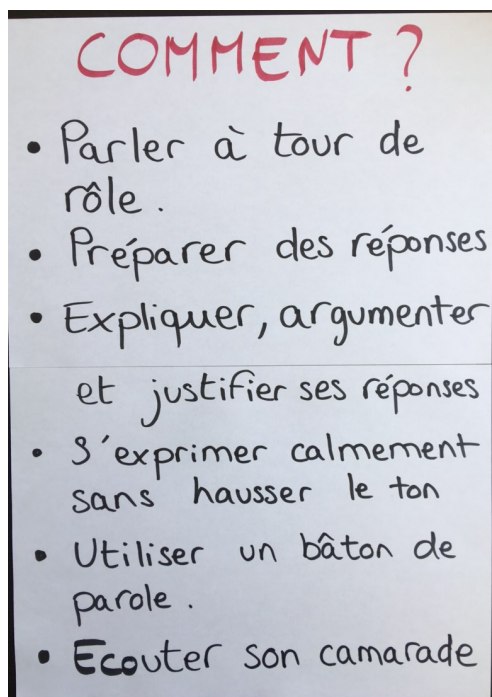 COMMENT ?
• Parler à tour de
rôle.
• Préparer des réponses
• Expliquer, argumenter
et justifier ses réponses
• S'exprimer calmement
sans hausser le ton
• Utiliser un bâton de
parole.
• Ecouter son camarade